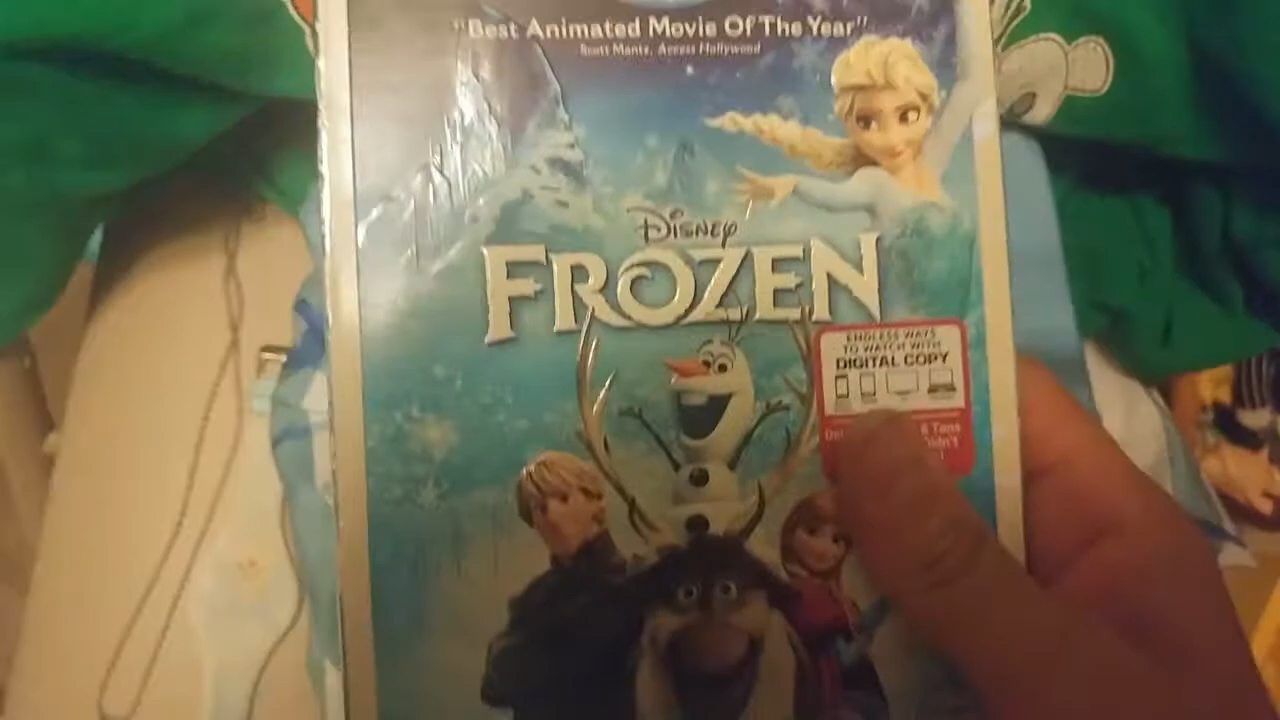 "Best Animated Movie Of The Year"
Scott Mantz, Access Hollywood
Disney
FROZEN
ENDLESS WAYS
TO WATCH WITH
DIGITAL COPY